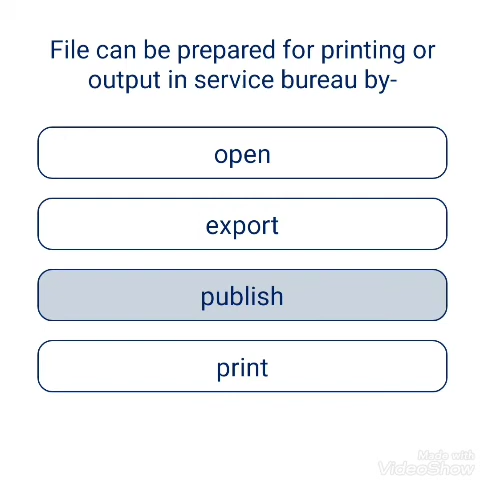 File can be prepared for printing or
output in service bureau by-
open
export
publish
print
Made with
VideoShow